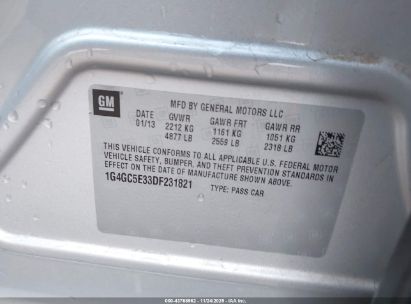 GM
MFD BY GENERAL MOTORS LLC
DATE GVWR GAWR FRT GAWR RR
01/13 2212 KG 1161 KG 1051 KG
4877 LB 2559 LB 2318 LB
THIS VEHICLE CONFORMS TO ALL APPLICABLE U.S. FEDERAL MOTOR
VEHICLE SAFETY, BUMPER, AND THEFT PREVENTION STANDARDS IN
EFFECT ON THE DATE OF MANUFACTURE SHOWN ABOVE.
1G4GC5E33DF231821
TYPE: PASS CAR